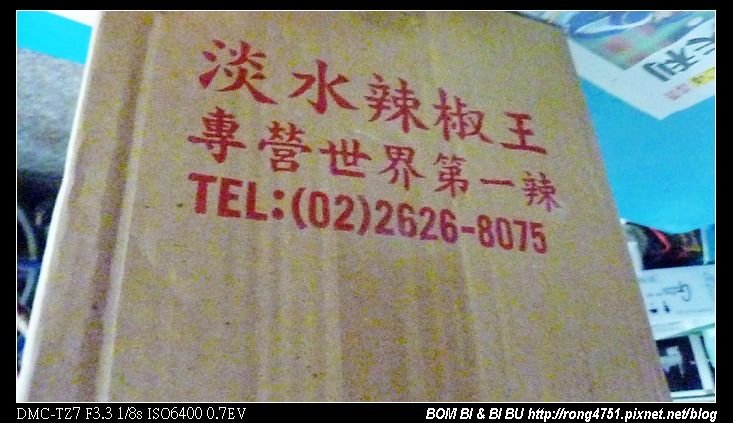 淡水辣椒王
專營世界第一辣
TEL:(02)2626-8075
利
DMC-TZ7 F3.3 1/8s ISO6400 0.7EV
BOM BI & BI BU http://rong4751.pixnet.net/blog